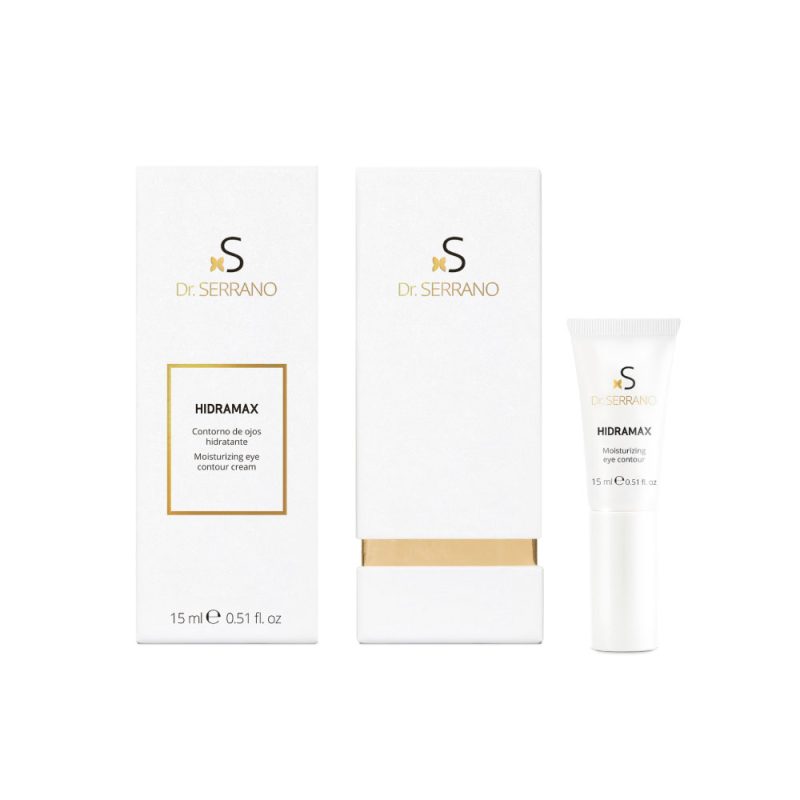 S
Dr. SERRANO
HIDRAMAX
Contorno de ojos
hidratante
Moisturizing eye
contour cream
15 ml ℮ 0.51 fl. oz
S
Dr. SERRANO
S
Dr. SERRANO
HIDRAMAX
Moisturizing
eye contour
15 ml ℮ 0.51 fl. oz